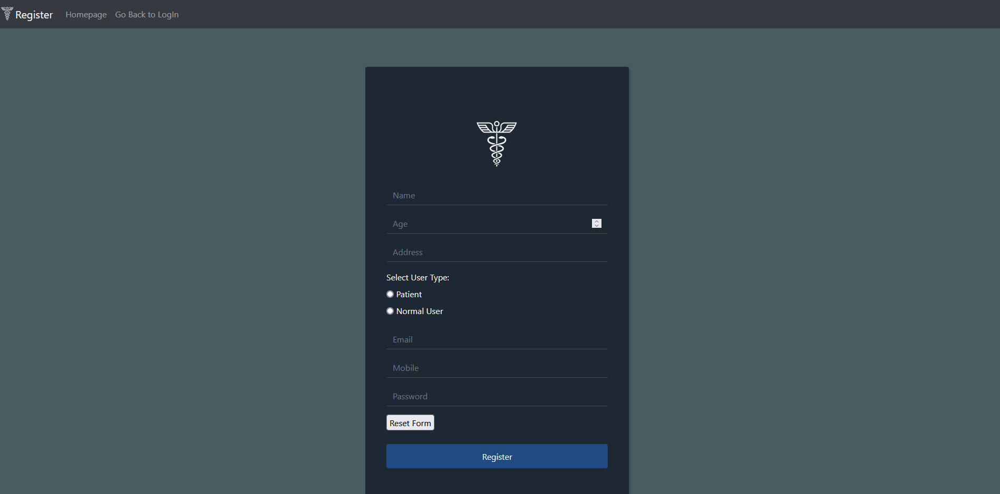 Register Homepage Go Back to LogIn
Name
Age
Address
Select User Type:
Patient
Normal User
Email
Mobile
Password
Reset Form
Register